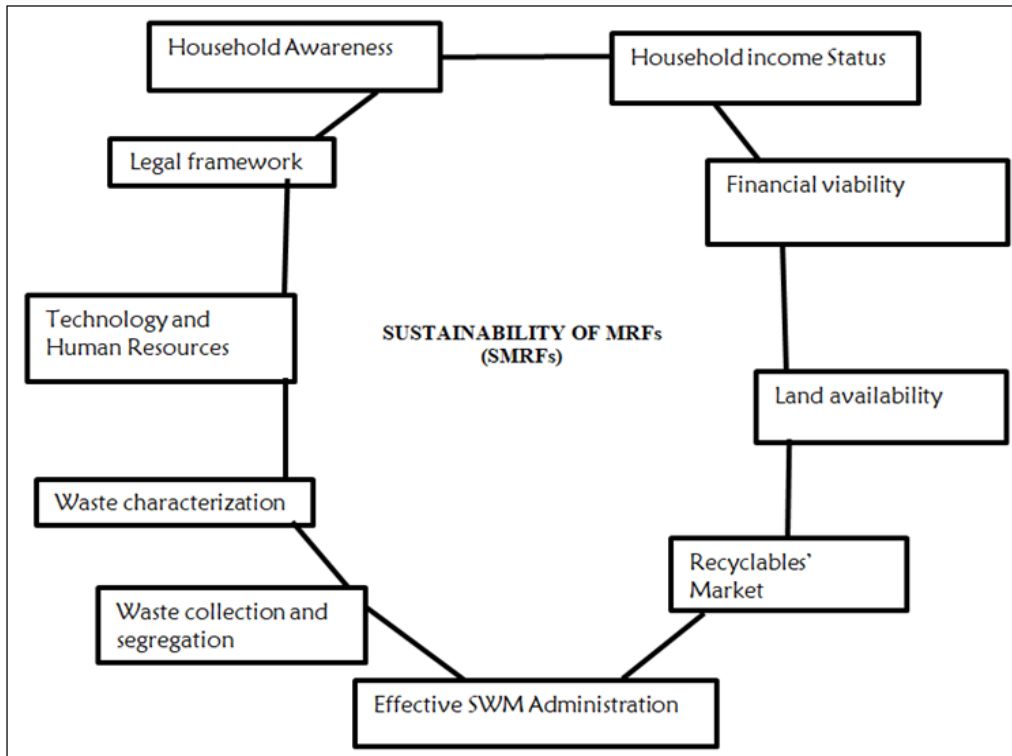 Household Awareness
Household income Status
Legal framework
Financial viability
Technology and
Human Resources
SUSTAINABILITY OF MRFs
(SMRFs)
Land availability
Waste characterization
Recyclables’
Market
Waste collection and
segregation
Effective SWM Administration